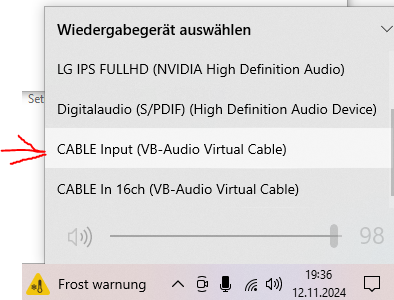 Wiedergabegerät auswählen
LG IPS FULLHD (NVIDIA High Definition Audio)
Set
Digitalaudio (S/PDIF) (High Definition Audio Device)
CABLE Input (VB-Audio Virtual Cable)
CABLE In 16ch (VB-Audio Virtual Cable)
98
Frost warnung
19:36
12.11.2024